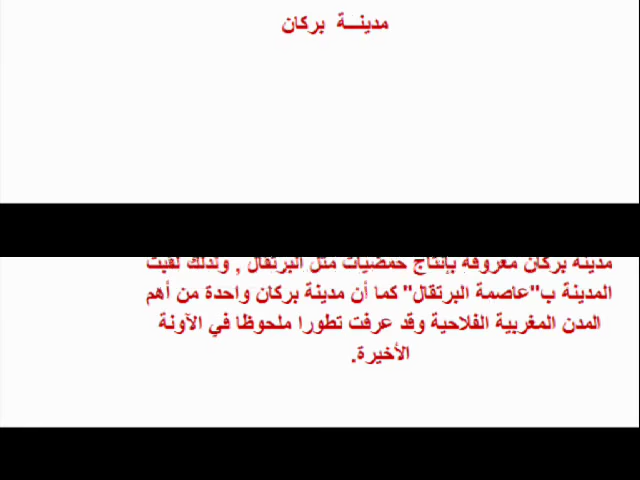 مدينـــة بركان
مدينة بركان معروفة بإنتاج حمضيات مثل البرتقال , ولذلك لقبت
المدينة ب"عاصمة البرتقال" كما أن مدينة بركان واحدة من أهم
المدن المغربية الفلاحية وقد عرفت تطورا ملحوظا في الآونة
الأخيرة.